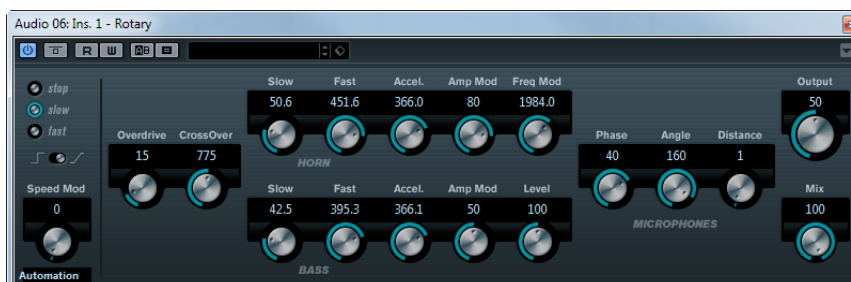 Audio 06: Ins. 1 - Rotary
R W AB
stop
slow
fast
Speed Mod
0
Automation
Overdrive CrossOver
15 775
Slow Fast Accel. Amp Mod Freq Mod
50.6 451.6 366.0 80 1984.0
HORN
Slow Fast Accel. Amp Mod Level
42.5 395.3 366.1 50 100
BASS
Phase Angle Distance
40 160 1
MICROPHONES
Output
50
Mix
100